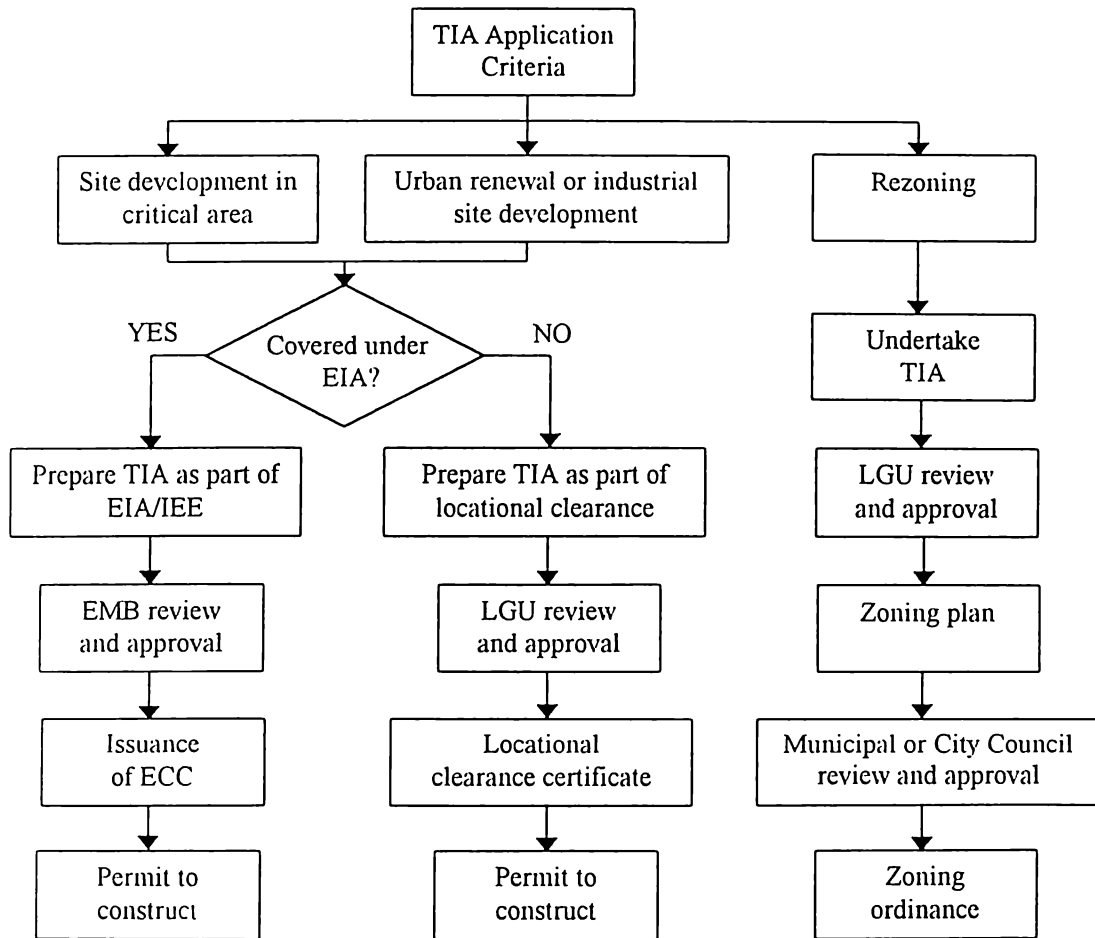 TIA Application
Criteria
Site development in
critical area
Urban renewal or industrial
site development
Rezoning
YES
Covered under
EIA?
NO
Undertake
TIA
Prepare TIA as part of
EIA/IEE
Prepare TIA as part of
locational clearance
LGU review
and approval
EMB review
and approval
LGU review
and approval
Zoning plan
Issuance
of ECC
Locational
clearance certificate
Municipal or City Council
review and approval
Permit to
construct
Permit to
construct
Zoning
ordinance